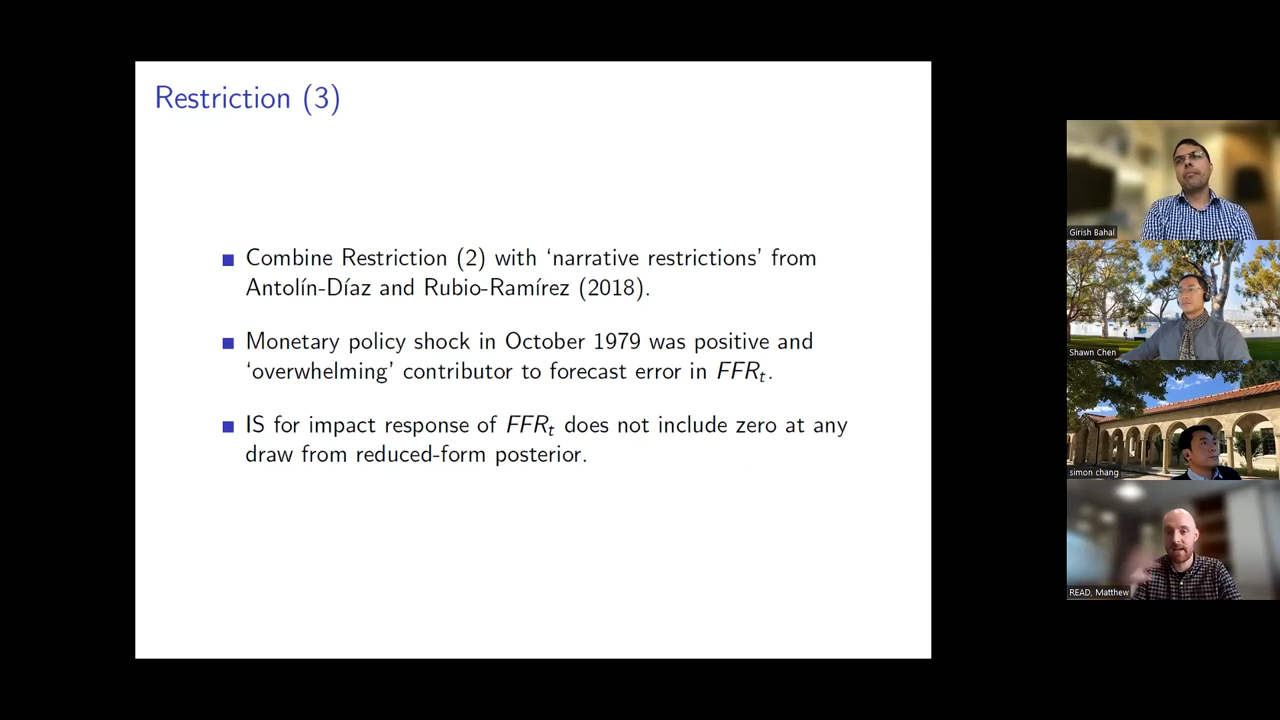 Restriction (3)
Combine Restriction (2) with ‘narrative restrictions’ from
Antolín-Díaz and Rubio-Ramírez (2018).
Monetary policy shock in October 1979 was positive and
‘overwhelming’ contributor to forecast error in FFRt.
IS for impact response of FFRt does not include zero at any
draw from reduced-form posterior.
Girish Bahal
Shawn Chen
simon chang
READ, Matthew